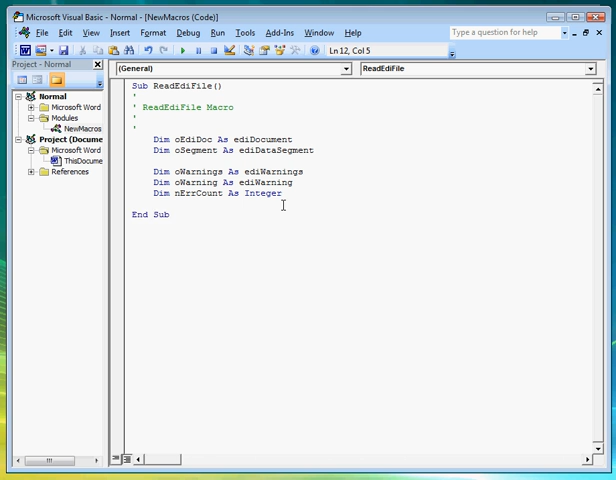 Microsoft Visual Basic - Normal - [NewMacros (Code)]
File Edit View Insert Format Debug Run Tools Add-Ins Window Help
Type a question for help
Ln 12, Col 5
Project - Normal
(General)
ReadEdiFile
Normal
Microsoft Word
Modules
NewMacros
Project (Docume
Microsoft Word
ThisDocume
References
Sub ReadEdiFile()
'
' ReadEdiFile Macro
'
'
Dim oEdiDoc As ediDocument
Dim oSegment As ediDataSegment
Dim oWarnings As ediWarnings
Dim oWarning As ediWarning
Dim nErrCount As Integer
End Sub